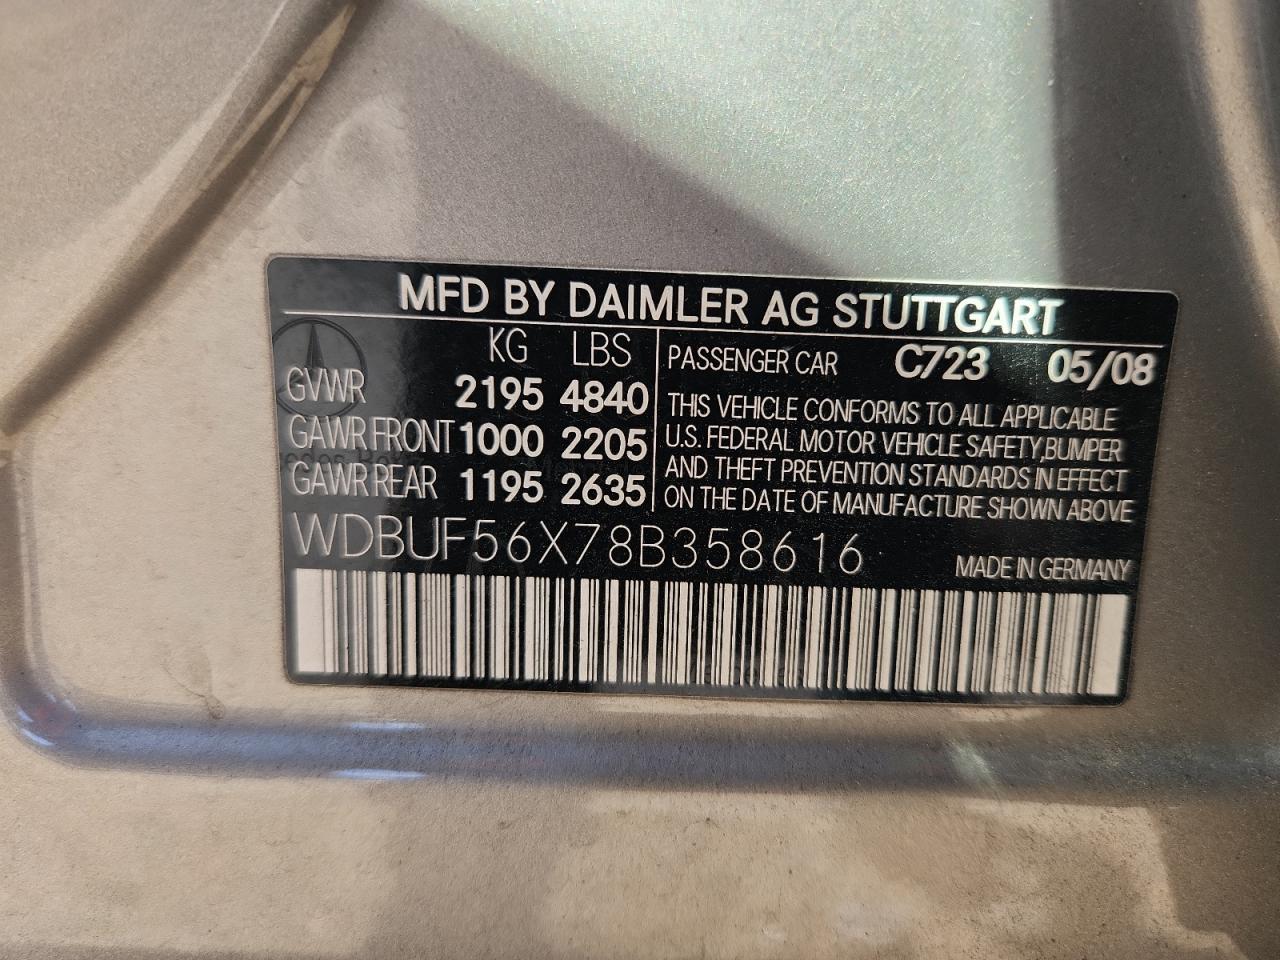 MFD BY DAIMLER AG STUTTGART
KG LBS
GVWR 2195 4840
GAWR FRONT 1000 2205
GAWR REAR 1195 2635
PASSENGER CAR C723 05/08
THIS VEHICLE CONFORMS TO ALL APPLICABLE
U.S. FEDERAL MOTOR VEHICLE SAFETY,BUMPER
AND THEFT PREVENTION STANDARDS IN EFFECT
ON THE DATE OF MANUFACTURE SHOWN ABOVE
WDBUF56X78B358616
MADE IN GERMANY